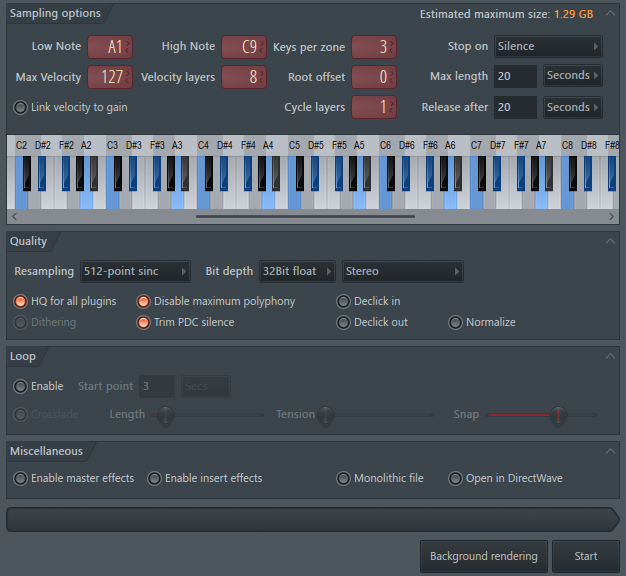 Sampling options Estimated maximum size: 1.29 GB
Low Note A1 High Note C9 Keys per zone 3 Stop on Silence
Max Velocity 127 Velocity layers 8 Root offset 0 Max length 20 Seconds
Link velocity to gain Cycle layers 1 Release after 20 Seconds
C2 D#2 F#2 A2 C3 D#3 F#3 A3 C4 D#4 F#4 A4 C5 D#5 F#5 A5 C6 D#6 F#6 A6 C7 D#7 F#7 A7 C8 D#8 F#8
Quality
Resampling 512-point sinc Bit depth 32Bit float Stereo
HQ for all plugins Disable maximum polyphony Declick in
Dithering Trim PDC silence Declick out Normalize
Loop
Enable Start point 3 Secs
Crossfade Length Tension Snap
Miscellaneous
Enable master effects Enable insert effects Monolithic file Open in DirectWave
Background rendering Start